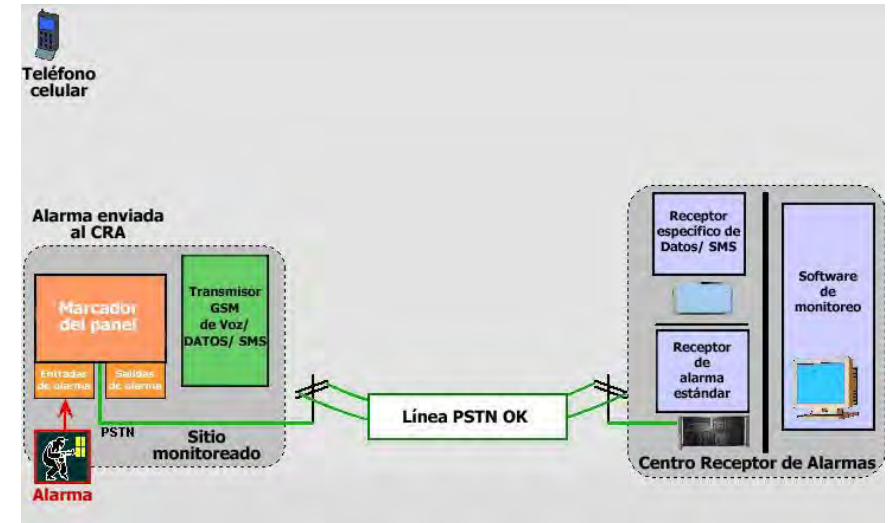 Teléfono
celular
Alarma enviada
al CRA
Marcador
del panel
Entradas
de alarma
Salidas
de alarma
Transmisor
GSM
de Voz/
DATOS/ SMS
PSTN
Sitio
monitoreado
Alarma
Línea PSTN OK
Receptor
específico de
Datos/ SMS
Receptor
de
alarma
estándar
Software
de
monitoreo
Centro Receptor de Alarmas